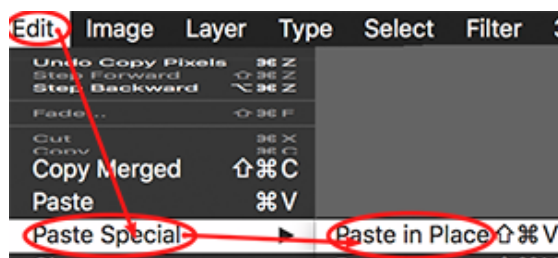 Edit Image Layer Type Select Filter
Undo Copy Pixels ⌘Z
Step Forward ⇧⌘Z
Step Backward ⌥⌘Z
Fade... ⇧⌘F
Cut ⌘X
Copy ⌘C
Copy Merged ⇧⌘C
Paste ⌘V
Paste Special ▶ Paste in Place ⇧⌘V